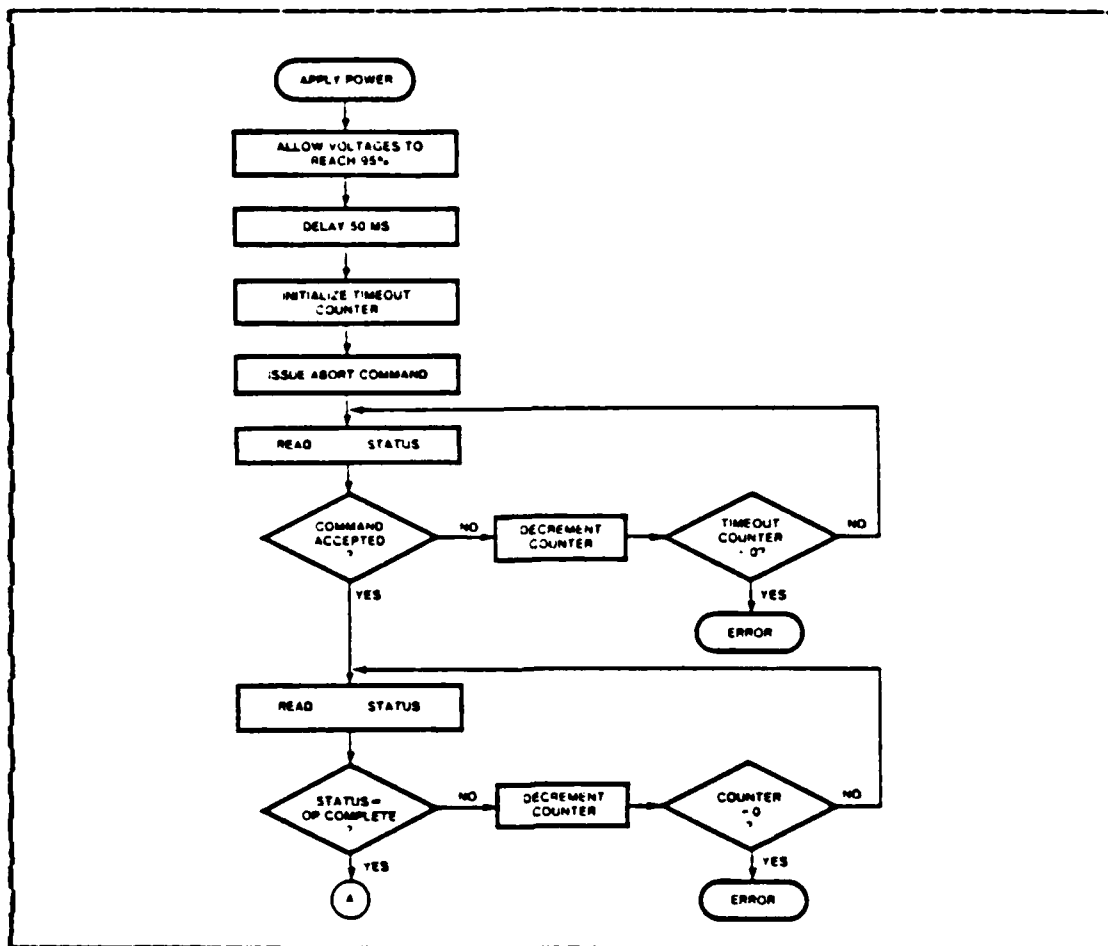 APPLY POWER
ALLOW VOLTAGES TO
REACH 95%
DELAY 50 MS
INITIALIZE TIMEOUT
COUNTER
ISSUE ABORT COMMAND
READ STATUS
COMMAND
ACCEPTED
?
NO
DECREMENT
COUNTER
TIMEOUT
COUNTER
= 0?
NO
YES
YES
ERROR
READ STATUS
STATUS =
OP COMPLETE
?
NO
DECREMENT
COUNTER
COUNTER
= 0
?
NO
YES
YES
A
ERROR